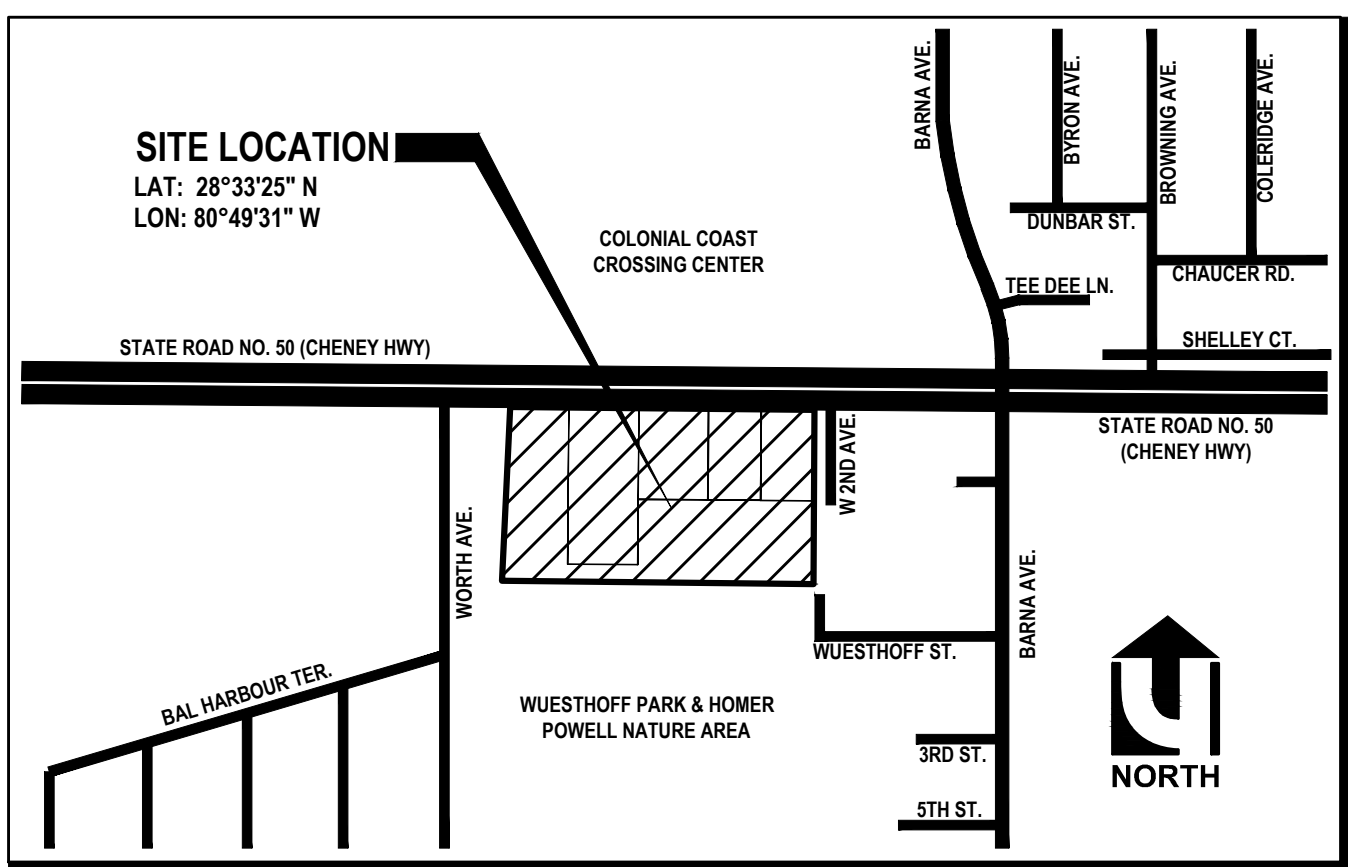 BARNA AVE.
BYRON AVE.
BROWNING AVE.
COLERIDGE AVE.
SITE LOCATION
LAT:  28°33'25" N
LON: 80°49'31" W
DUNBAR ST.
COLONIAL COAST
CROSSING CENTER
CHAUCER RD.
TEE DEE LN.
SHELLEY CT.
STATE ROAD NO. 50 (CHENEY HWY)
STATE ROAD NO. 50
(CHENEY HWY)
W 2ND AVE.
WORTH AVE.
BARNA AVE.
WUESTHOFF ST.
BAL HARBOUR TER.
WUESTHOFF PARK & HOMER
POWELL NATURE AREA
3RD ST.
NORTH
5TH ST.